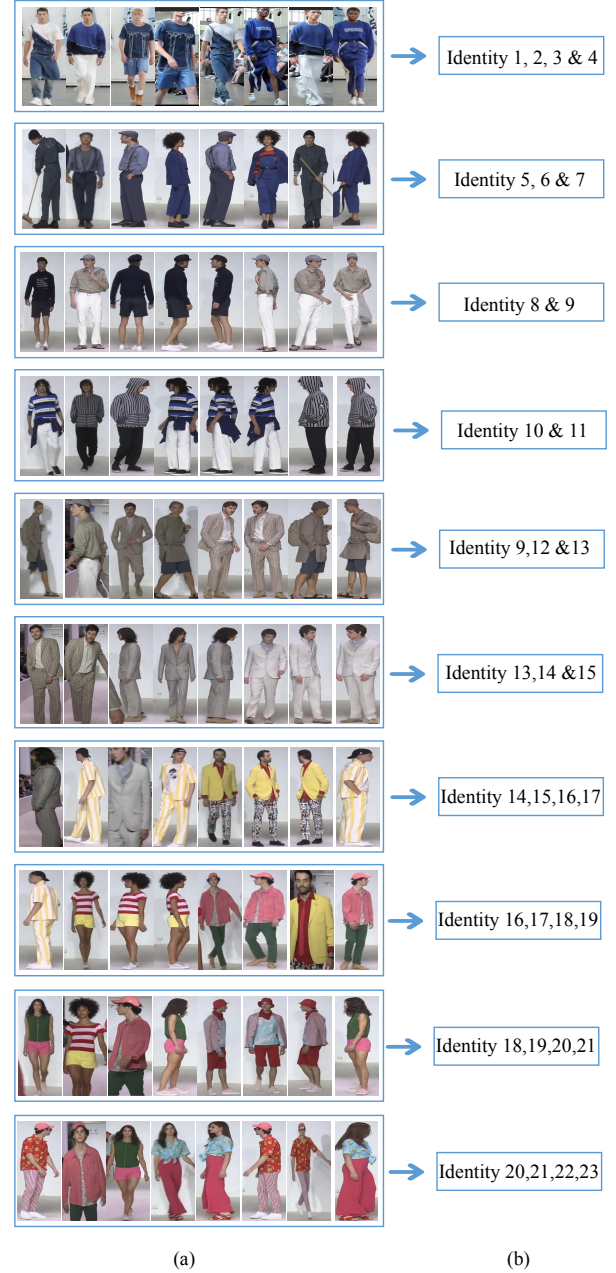 Identity 1, 2, 3 & 4
Identity 5, 6 & 7
Identity 8 & 9
Identity 10 & 11
Identity 9,12 &13
Identity 13,14 &15
Identity 14,15,16,17
Identity 16,17,18,19
Identity 18,19,20,21
Identity 20,21,22,23
(a) (b)